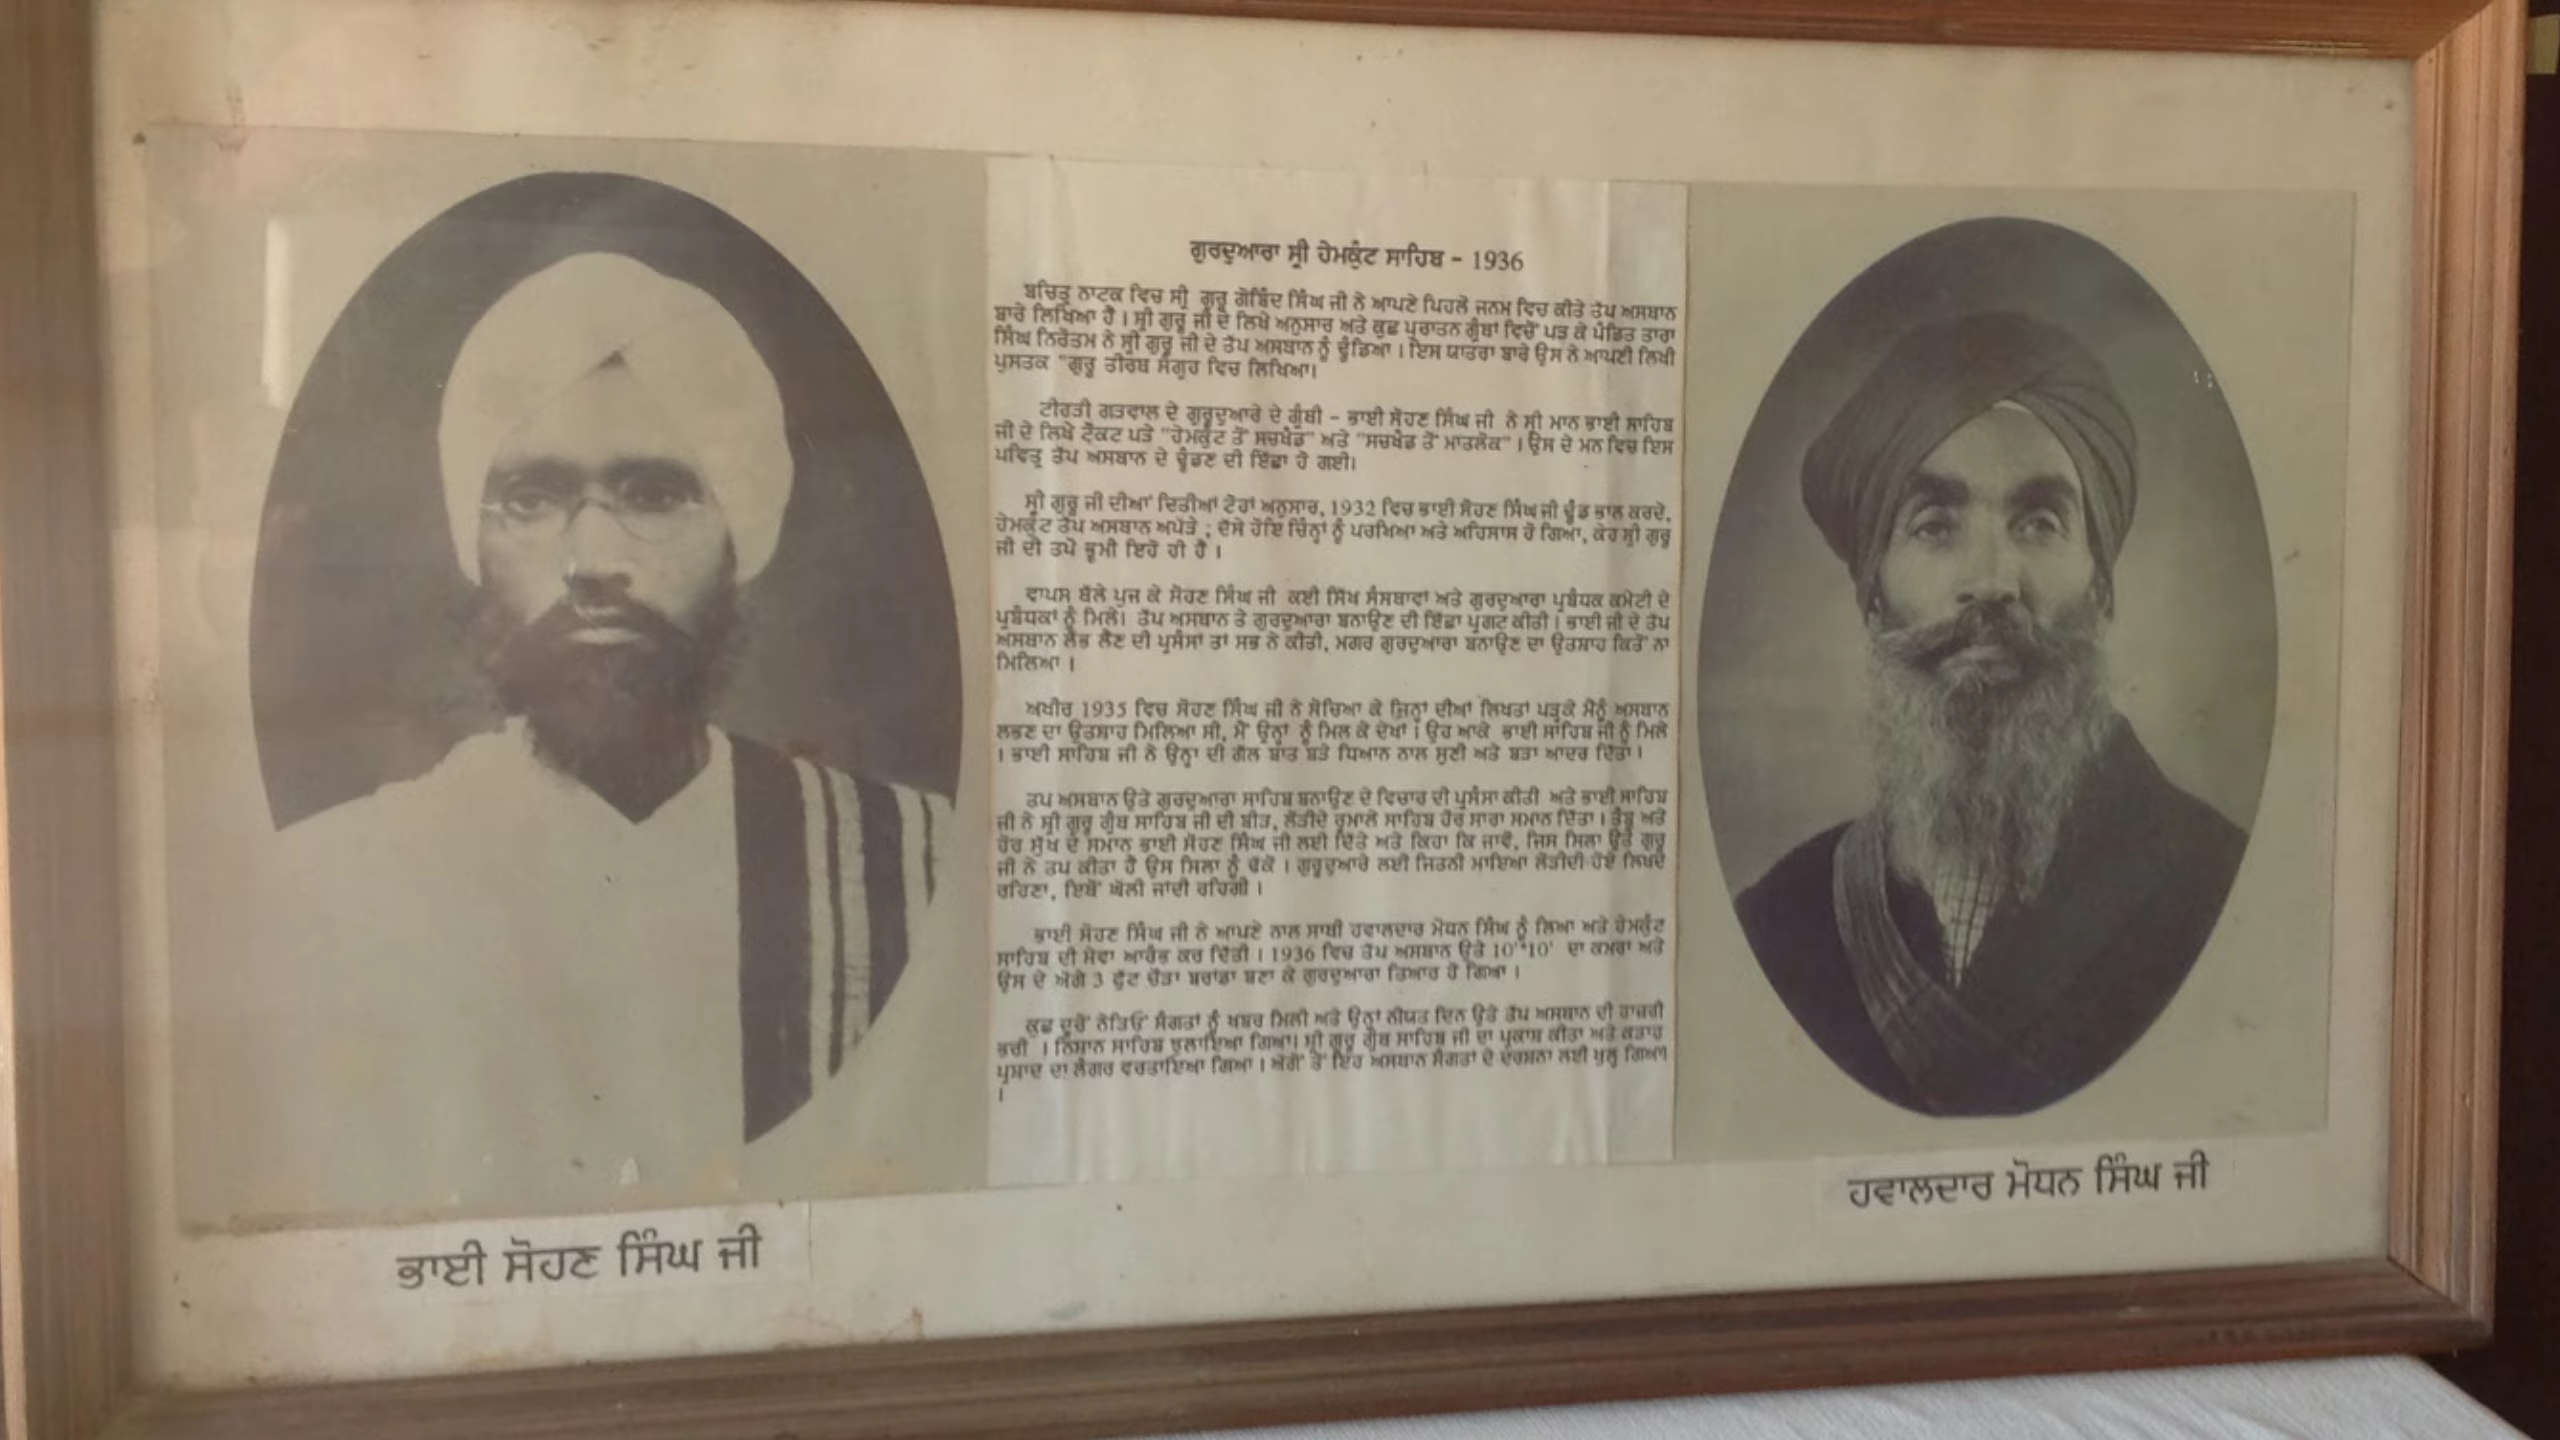 ਗੁਰਦੁਆਰਾ ਸ੍ਰੀ ਹੇਮਕੁੰਟ ਸਾਹਿਬ - 1936
ਬਚਿਤ੍ਰ ਨਾਟਕ ਵਿਚ ਸ੍ਰੀ ਗੁਰੂ ਗੋਬਿੰਦ ਸਿੰਘ ਜੀ ਨੇ ਆਪਣੇ ਪਿਹਲੇ ਜਨਮ ਵਿਚ ਕੀਤੇ ਤੱਪ ਅਸਥਾਨ
ਬਾਰੇ ਲਿਖਿਆ ਹੈ । ਸ੍ਰੀ ਗੁਰੂ ਜੀ ਦੇ ਲਿਖੇ ਅਨੁਸਾਰ ਅਤੇ ਕੁਛ ਪ੍ਰਾਤਨ ਗ੍ਰੰਥਾਂ ਵਿਚੋਂ ਪੜ ਕੇ ਪੰਡਿਤ ਤਾਰਾ
ਸਿੰਘ ਨਿਰੋਤਮ ਨੇ ਸ੍ਰੀ ਗੁਰੂ ਜੀ ਦੇ ਤੱਪ ਅਸਥਾਨ ਨੂੰ ਢੂੰਡਿਆ । ਇਸ ਯਾਤਰਾ ਬਾਰੇ ਉਸ ਨੇ ਆਪਣੀ ਲਿਖੀ
ਪੁਸਤਕ "ਗੁਰੂ ਤੀਰਥ ਸੰਗ੍ਰਹ ਵਿਚ ਲਿਖਿਆ।
ਟੀਰਤੀ ਗੜਵਾਲ ਦੇ ਗੁਰੂਦੁਆਰੇ ਦੇ ਗ੍ਰੰਥੀ - ਭਾਈ ਸੋਹਣ ਸਿੰਘ ਜੀ ਨੇ ਸ੍ਰੀ ਮਾਨ ਭਾਈ ਸਾਹਿਬ
ਜੀ ਦੇ ਲਿਖੇ ਟ੍ਰੈਕਟ ਪੜੇ "ਹੇਮਕੁੰਟ ਤੋਂ ਸਚਖੰਡ" ਅਤੇ "ਸਚਖੰਡ ਤੋਂ ਮਾਤਲੋਕ" । ਉਸ ਦੇ ਮਨ ਵਿਚ ਇਸ
ਪਵਿਤ੍ਰ ਤੱਪ ਅਸਥਾਨ ਦੇ ਢੂੰਡਣ ਦੀ ਇੱਛਾ ਹੋ ਗਈ।
ਸ੍ਰੀ ਗੁਰੂ ਜੀ ਦੀਆਂ ਦਿਤੀਆਂ ਟੋਹਾਂ ਅਨੁਸਾਰ, 1932 ਵਿਚ ਭਾਈ ਸੋਹਣ ਸਿੰਘ ਜੀ ਢੂੰਡ ਭਾਲ ਕਰਦੇ,
ਹੇਮਕੁੰਟ ਤੱਪ ਅਸਥਾਨ ਅਪੜੇ ; ਦੱਸੇ ਹੋਇ ਚਿੰਨ੍ਹਾਂ ਨੂੰ ਪਰਖਿਆ ਅਤੇ ਅਹਿਸਾਸ ਹੋ ਗਿਆ, ਕੇਹ ਸ੍ਰੀ ਗੁਰੂ
ਜੀ ਦੀ ਤਪੋ ਭੂਮੀ ਇਹੋ ਹੀ ਹੈ ।
ਵਾਪਸ ਥੱਲੇ ਪੁਜ ਕੇ ਸੋਹਣ ਸਿੰਘ ਜੀ ਕਈ ਸਿੱਖ ਸੰਸਥਾਵਾਂ ਅਤੇ ਗੁਰਦੁਆਰਾ ਪ੍ਰਬੰਧਕ ਕਮੇਟੀ ਦੇ
ਪ੍ਰਬੰਧਕਾਂ ਨੂੰ ਮਿਲੇ। ਤੱਪ ਅਸਥਾਨ ਤੇ ਗੁਰਦੁਆਰਾ ਬਨਾਉਣ ਦੀ ਇੱਛਾ ਪ੍ਰਗਟ ਕੀਤੀ । ਭਾਈ ਜੀ ਦੇ ਤੱਪ
ਅਸਥਾਨ ਲੱਭ ਲੈਣ ਦੀ ਪ੍ਰਸੰਸਾ ਤਾਂ ਸਭ ਨੇ ਕੀਤੀ, ਮਗਰ ਗੁਰਦੁਆਰਾ ਬਨਾਉਣ ਦਾ ਉਤਸ਼ਾਹ ਕਿਤੋਂ ਨਾ
ਮਿਲਿਆ ।
ਅਖੀਰ 1935 ਵਿਚ ਸੋਹਣ ਸਿੰਘ ਜੀ ਨੇ ਸੋਚਿਆ ਕੇ ਜਿਨ੍ਹਾਂ ਦੀਆਂ ਲਿਖਤਾਂ ਪੜ੍ਹਕੇ ਮੈਨੂੰ ਅਸਥਾਨ
ਲਭਣ ਦਾ ਉਤਸ਼ਾਹ ਮਿਲਿਆ ਸੀ, ਮੈਂ ਉਨ੍ਹਾਂ ਨੂੰ ਮਿਲ ਕੇ ਦੇਖਾਂ । ਉਹ ਆਕੇ ਭਾਈ ਸਾਹਿਬ ਜੀ ਨੂੰ ਮਿਲੇ
। ਭਾਈ ਸਾਹਿਬ ਜੀ ਨੇ ਉਨ੍ਹਾ ਦੀ ਗੱਲ ਬਾਤ ਬੜੇ ਧਿਆਨ ਨਾਲ ਸੁਣੀ ਅਤੇ ਬੜਾ ਆਦਰ ਦਿੱਤਾ ।
ਤਪ ਅਸਥਾਨ ਉਤੇ ਗੁਰਦੁਆਰਾ ਸਾਹਿਬ ਬਨਾਉਣ ਦੇ ਵਿਚਾਰ ਦੀ ਪ੍ਰਸੰਸਾ ਕੀਤੀ ਅਤੇ ਭਾਈ ਸਾਹਿਬ
ਜੀ ਨੇ ਸ੍ਰੀ ਗੁਰੂ ਗ੍ਰੰਥ ਸਾਹਿਬ ਜੀ ਦੀ ਬੀੜ, ਲੋੜੀਦੇ ਰੁਮਾਲੇ ਸਾਹਿਬ ਹੋਰ ਸਾਰਾ ਸਮਾਨ ਦਿੱਤਾ । ਤੰਬੂ ਅਤੇ
ਹੋਰ ਸੁੱਖ ਦੇ ਸਮਾਨ ਭਾਈ ਸੋਹਣ ਸਿੰਘ ਜੀ ਲਈ ਦਿੱਤੇ ਅਤੇ ਕਿਹਾ ਕਿ ਜਾਵੋ, ਜਿਸ ਸਿਲਾ ਉਤੇ ਗੁਰੂ
ਜੀ ਨੇ ਤਪ ਕੀਤਾ ਹੈ ਉਸ ਸਿਲਾ ਨੂੰ ਢੱਕੋ । ਗੁਰੂਦੁਆਰੇ ਲਈ ਜਿਤਨੀ ਮਾਇਆ ਲੋੜੀਦੀ ਹੋਏ ਲਿਖਦੇ
ਰਹਿਣਾ, ਇਥੋਂ ਘੱਲੀ ਜਾਂਦੀ ਰਹਿਗੀ ।
ਭਾਈ ਸੋਹਣ ਸਿੰਘ ਜੀ ਨੇ ਆਪਣੇ ਨਾਲ ਸਾਥੀ ਹਵਾਲਦਾਰ ਮੋਧਨ ਸਿੰਘ ਨੂੰ ਲਿਆ ਅਤੇ ਹੇਮਕੁੰਟ
ਸਾਹਿਬ ਦੀ ਸੇਵਾ ਆਰੰਭ ਕਰ ਦਿੱਤੀ । 1936 ਵਿਚ ਤੱਪ ਅਸਥਾਨ ਉਤੇ 10'*10' ਦਾ ਕਮਰਾ ਅਤੇ
ਉਸ ਦੇ ਅੱਗੇ 3 ਫੁੱਟ ਚੌੜਾ ਬਰਾਂਡਾ ਬਣਾ ਕੇ ਗੁਰਦੁਆਰਾ ਤਿਆਰ ਹੋ ਗਿਆ ।
ਕੁਛ ਦੂਰੋਂ ਨੇੜਿਓਂ ਸੰਗਤਾਂ ਨੂੰ ਖਬਰ ਮਿਲੀ ਅਤੇ ਉਨ੍ਹਾਂ ਨੀਯਤ ਦਿਨ ਉਤੇ ਤੱਪ ਅਸਥਾਨ ਦੀ ਹਾਜ਼ਰੀ
ਭਰੀ । ਨਿਸ਼ਾਨ ਸਾਹਿਬ ਝੁਲਾਇਆ ਗਿਆ। ਸ੍ਰੀ ਗੁਰੂ ਗ੍ਰੰਥ ਸਾਹਿਬ ਜੀ ਦਾ ਪ੍ਰਕਾਸ਼ ਕੀਤਾ ਅਤੇ ਕੜਾਹ
ਪ੍ਰਸ਼ਾਦ ਦਾ ਲੰਗਰ ਵਰਤਾਇਆ ਗਿਆ । ਅੱਗੋਂ ਤੋਂ ਇਹ ਅਸਥਾਨ ਸੰਗਤਾਂ ਦੇ ਦਰਸ਼ਨਾ ਲਈ ਖੁਲ੍ਹ ਗਿਆ
।
ਭਾਈ ਸੋਹਣ ਸਿੰਘ ਜੀ
ਹਵਾਲਦਾਰ ਮੋਧਨ ਸਿੰਘ ਜੀ